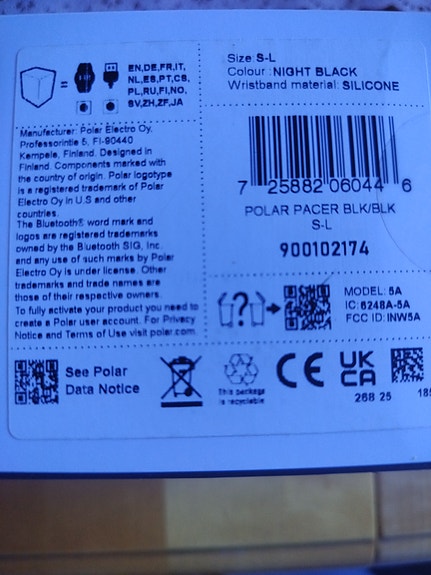 =
EN,DE,FR,IT,
NL,ES,PT,CS,
PL,RU,FI,NO,
SV,ZH,ZF,JA
Size: S-L
Colour : NIGHT BLACK
Wristband material: SILICONE
7 25882 06044 6
POLAR PACER BLK/BLK
S-L
900102174
Manufacturer: Polar Electro Oy,
Professorintie 5, FI-90440
Kempele, Finland. Designed in
Finland. Components marked with
the country of origin. Polar logotype
is a registered trademark of Polar
Electro Oy in U.S and other
countries.
The Bluetooth® word mark and
logos are registered trademarks
owned by the Bluetooth SIG, Inc.
and any use of such marks by Polar
Electro Oy is under license. Other
trademarks and trade names are
those of their respective owners.
To fully activate your product you need to
create a Polar user account. For Privacy
Notice and Terms of Use visit polar.com
?
MODEL: 5A
IC: 6248A-5A
FCC ID: INW5A
See Polar
Data Notice
This package
is recyclable
CE
UK
CA
268 25
185